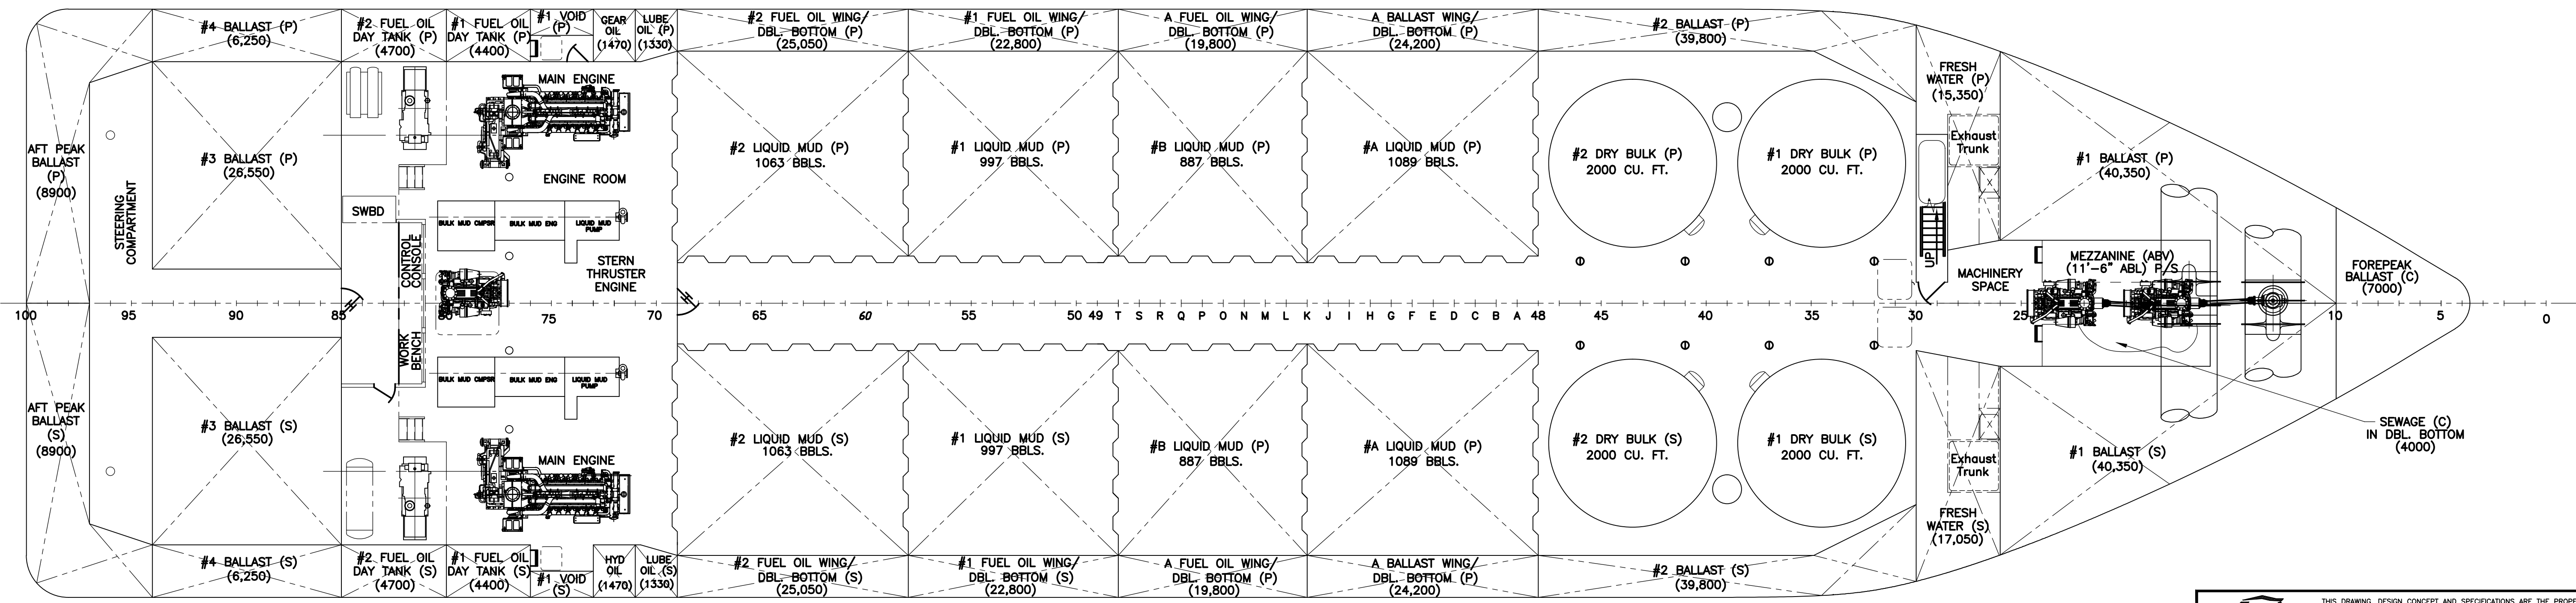 #4 BALLAST (P)
(6,250)
#2 FUEL OIL
DAY TANK (P)
(4700)
#1 FUEL OIL
DAY TANK (P)
(4400)
#1 VOID
(P)
GEAR
OIL
(1470)
LUBE
OIL (P)
(1330)
#2 FUEL OIL WING/
DBL. BOTTOM (P)
(25,050)
#1 FUEL OIL WING/
DBL. BOTTOM (P)
(22,800)
A FUEL OIL WING/
DBL. BOTTOM (P)
(19,800)
A BALLAST WING/
DBL. BOTTOM (P)
(24,200)
#2 BALLAST (P)
(39,800)
AFT PEAK
BALLAST
(P)
(8900)
STEERING
COMPARTMENT
#3 BALLAST (P)
(26,550)
MAIN ENGINE
ENGINE ROOM
SWBD
BULK MUD CMPSR
BULK MUD ENG
LIQUID MUD
PUMP
CONTROL
CONSOLE
STERN
THRUSTER
ENGINE
#2 LIQUID MUD (P)
1063 BBLS.
#1 LIQUID MUD (P)
997 BBLS.
#B LIQUID MUD (P)
887 BBLS.
#A LIQUID MUD (P)
1089 BBLS.
#2 DRY BULK (P)
2000 CU. FT.
#1 DRY BULK (P)
2000 CU. FT.
FRESH
WATER (P)
(15,350)
Exhaust
Trunk
X
UP
#1 BALLAST (P)
(40,350)
MACHINERY
SPACE
MEZZANINE (ABV)
(11'-6" ABL) P/S
FOREPEAK
BALLAST (C)
(7000)
100 95 90 85 80 75 70 65 60 55 50 49 T S R Q P O N M L K J I H G F E D C B A 48 45 40 35 30 25 10 5 0
WORK
BENCH
BULK MUD CMPSR
BULK MUD ENG
LIQUID MUD
PUMP
AFT PEAK
BALLAST
(S)
(8900)
#3 BALLAST (S)
(26,550)
MAIN ENGINE
#2 LIQUID MUD (S)
1063 BBLS.
#1 LIQUID MUD (S)
997 BBLS.
#B LIQUID MUD (P)
887 BBLS.
#A LIQUID MUD (P)
1089 BBLS.
#2 DRY BULK (S)
2000 CU. FT.
#1 DRY BULK (S)
2000 CU. FT.
X
Exhaust
Trunk
FRESH
WATER (S)
(17,050)
#1 BALLAST (S)
(40,350)
SEWAGE (C)
IN DBL. BOTTOM
(4000)
#4 BALLAST (S)
(6,250)
#2 FUEL OIL
DAY TANK (S)
(4700)
#1 FUEL OIL
DAY TANK (S)
(4400)
#1 VOID
(S)
HYD
OIL
(1470)
LUBE
OIL (S)
(1330)
#2 FUEL OIL WING/
DBL. BOTTOM (S)
(25,050)
#1 FUEL OIL WING/
DBL. BOTTOM (S)
(22,800)
A FUEL OIL WING/
DBL. BOTTOM (P)
(19,800)
A BALLAST WING/
DBL. BOTTOM (P)
(24,200)
#2 BALLAST (S)
(39,800)
THIS DRAWING, DESIGN CONCEPT AND SPECIFICATIONS ARE THE